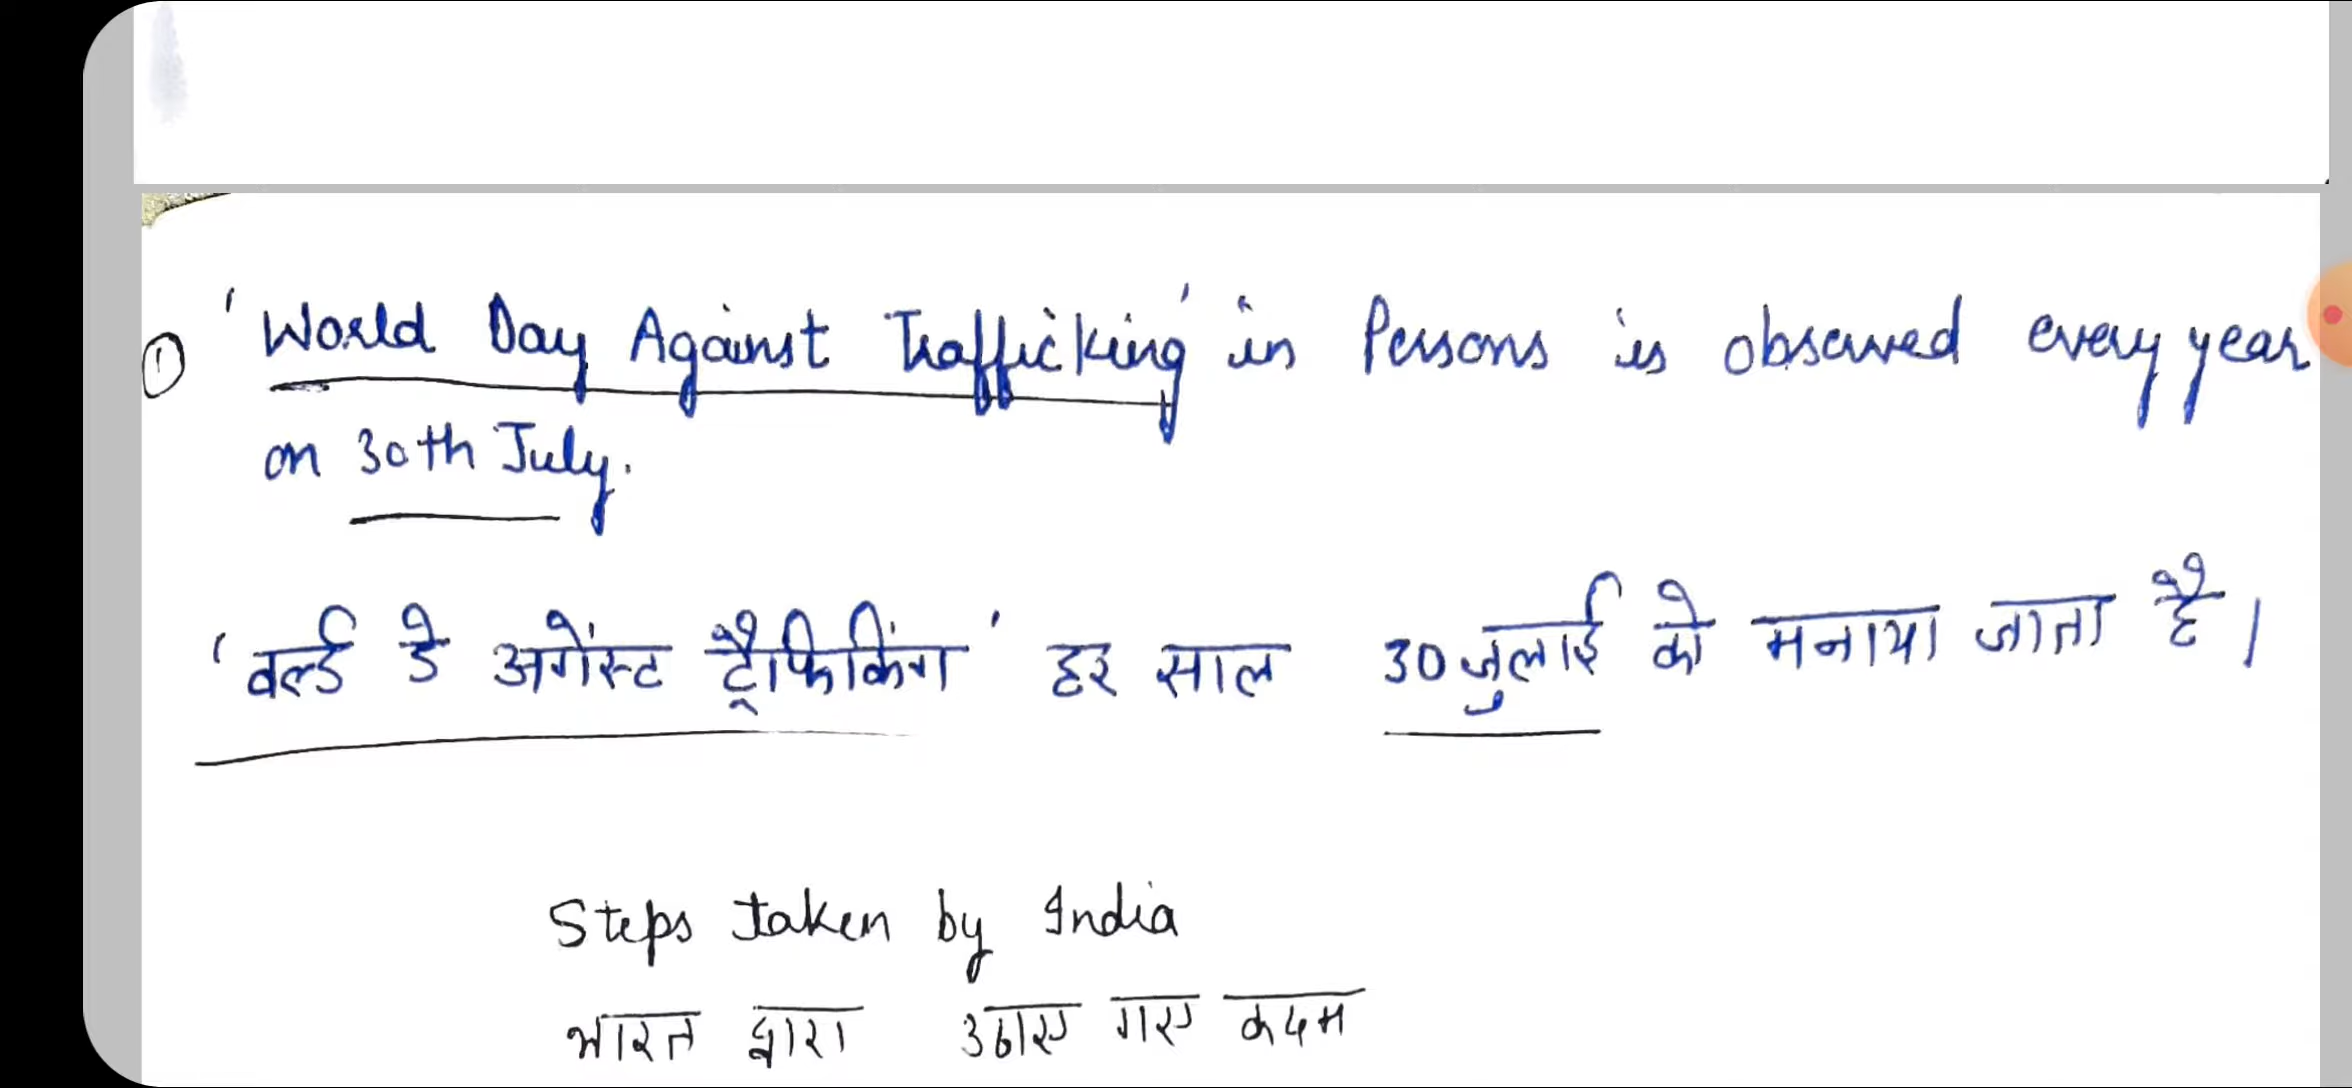 ① 'World Day Against Trafficking' in Persons is observed every year
on 30th July.
'वर्ल्ड डे अगेंस्ट ट्रैफिकिंग' हर साल 30 जुलाई को मनाया जाता है।
Steps taken by India
भारत द्वारा उठाए गए कदम